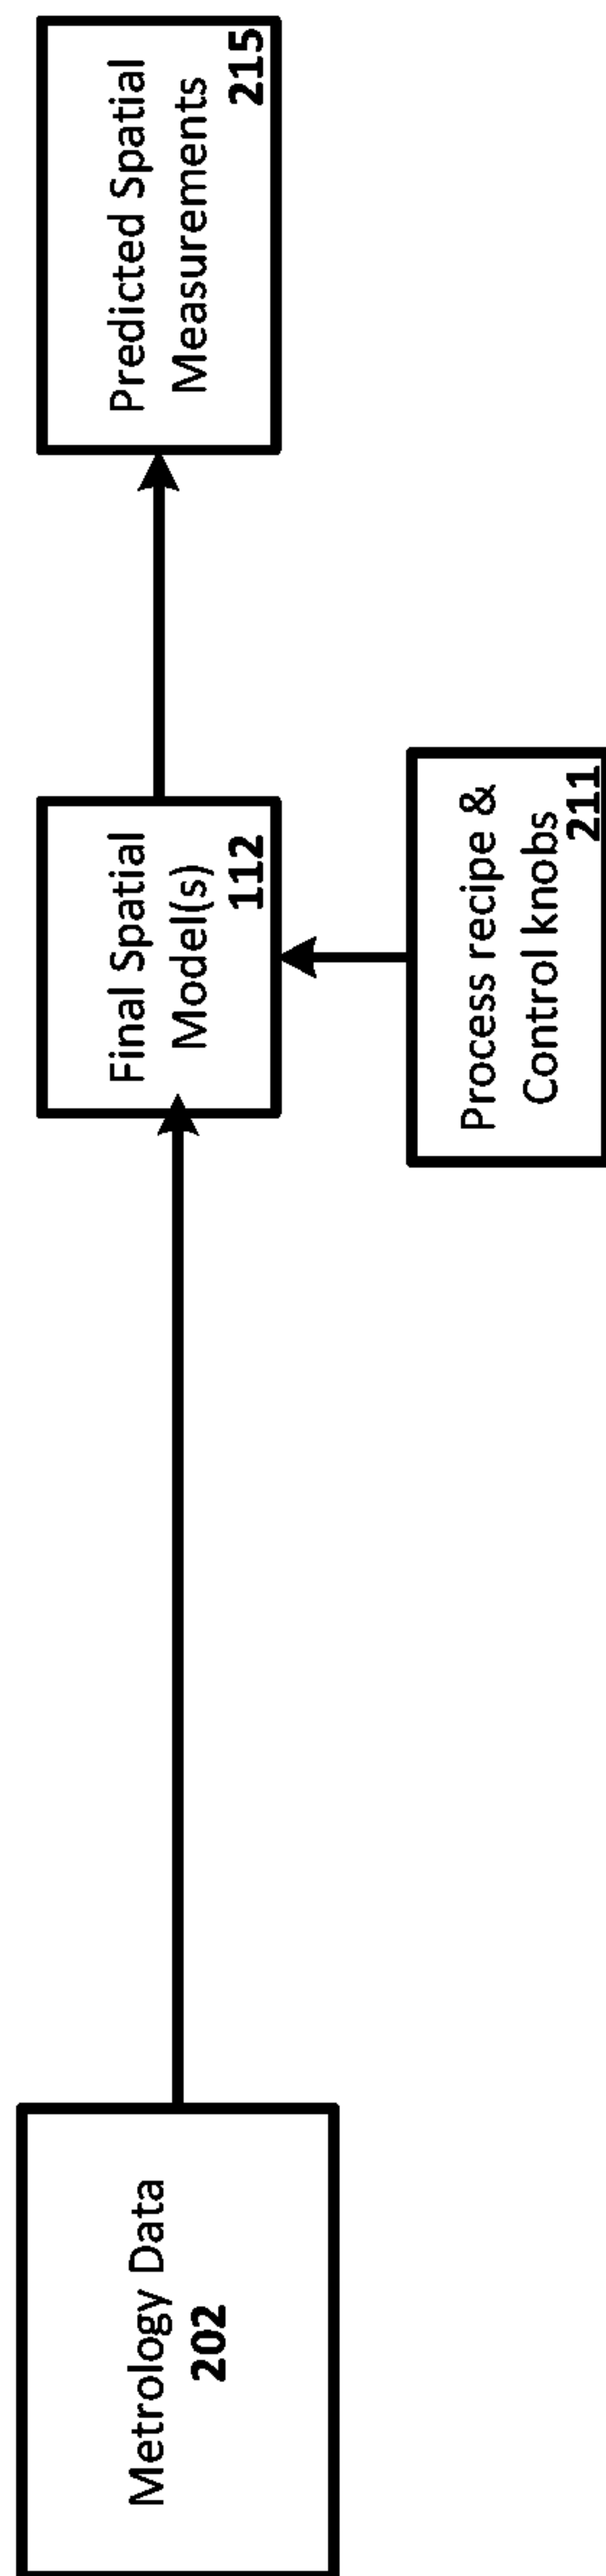 Metrology Data
202
Final Spatial
Model(s)
112
Predicted Spatial
Measurements
215
Process recipe &
Control knobs
211